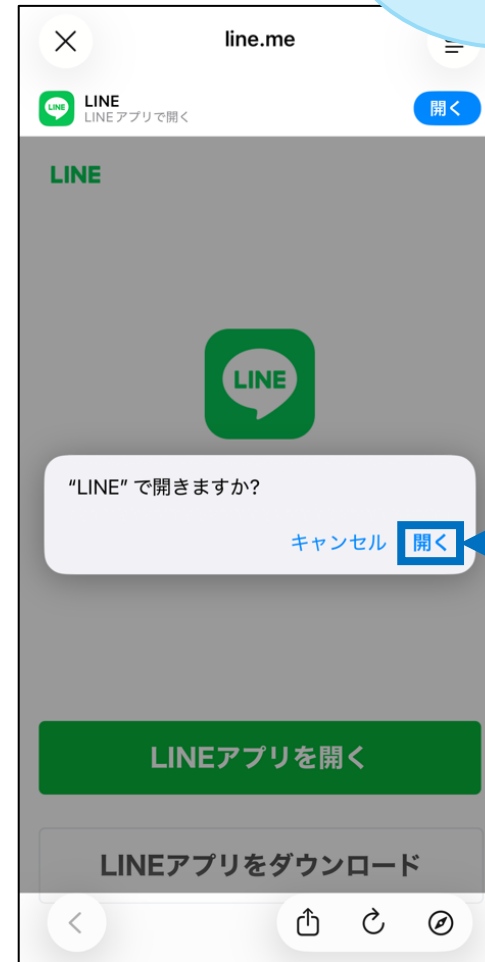 line.me
LINE
LINE
LINEアプリで開く
開く
LINE
LINE
“LINE” で開きますか?
キャンセル 開く
LINEアプリを開く
LINEアプリをダウンロード